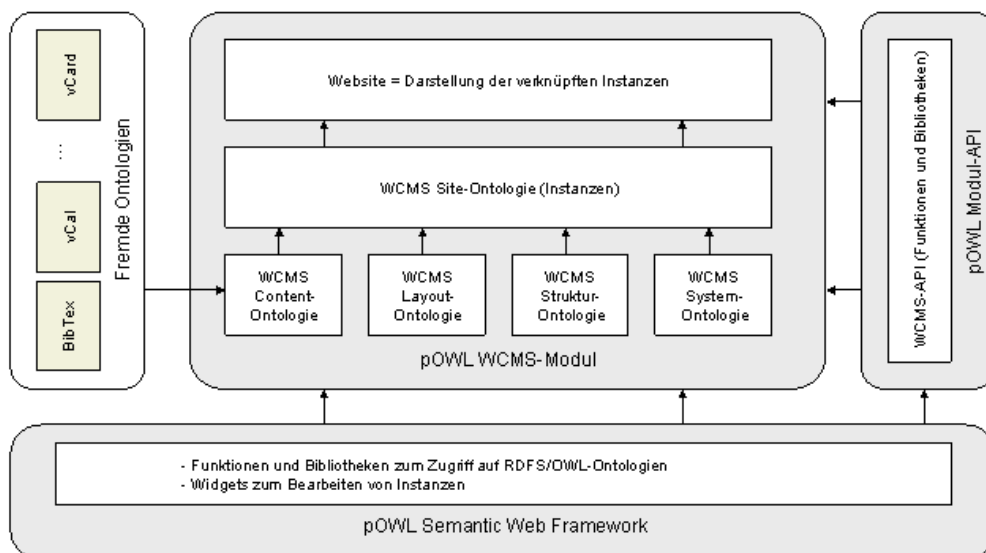 vCard
...
vCal
BibTex
Fremde Ontologien
Website = Darstellung der verknüpften Instanzen
WCMS Site-Ontologie (Instanzen)
WCMS
Content-
Ontologie
WCMS
Layout-
Ontologie
WCMS
Struktur-
Ontologie
WCMS
System-
Ontologie
pOWL WCMS-Modul
WCMS-API (Funktionen und Bibliotheken)
pOWL Modul-API
- Funktionen und Bibliotheken zum Zugriff auf RDFS/OWL-Ontologien
- Widgets zum Bearbeiten von Instanzen
pOWL Semantic Web Framework